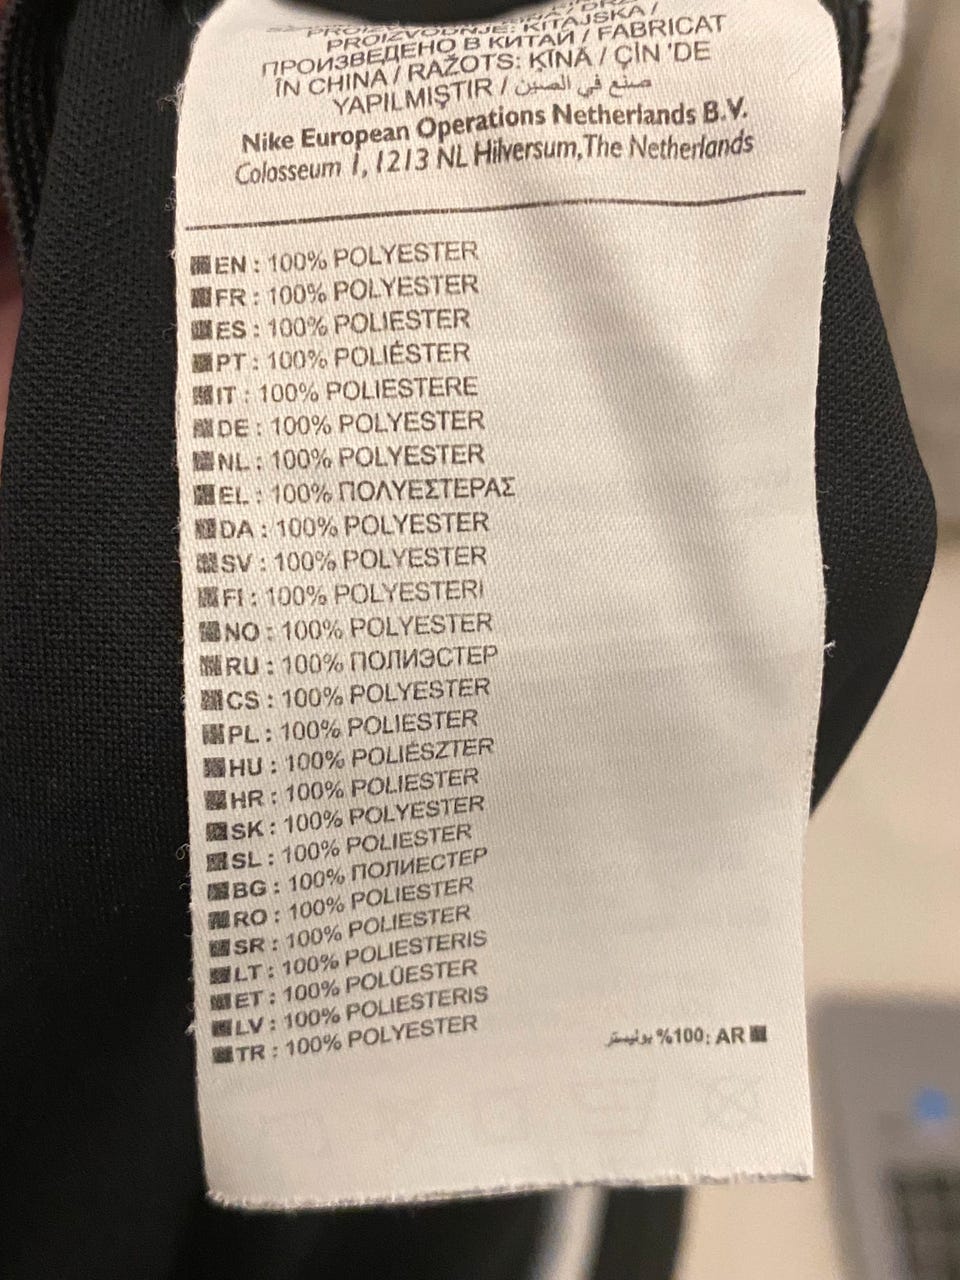 PROIZVODNJE: KITAJSKA /
ПРОИЗВЕДЕНО В КИТАЙ / FABRICAT
ÎN CHINA / RAŽOTS: ĶĪNĀ / ÇİN 'DE
YAPILMIŞTIR / صنع في الصين
Nike European Operations Netherlands B.V.
Colosseum 1, 1213 NL Hilversum, The Netherlands
EN : 100% POLYESTER
FR : 100% POLYESTER
ES : 100% POLIESTER
PT : 100% POLIÉSTER
IT : 100% POLIESTERE
DE : 100% POLYESTER
NL : 100% POLYESTER
EL : 100% ΠΟΛΥΕΣΤΕΡΑΣ
DA : 100% POLYESTER
SV : 100% POLYESTER
FI : 100% POLYESTERI
NO : 100% POLYESTER
RU : 100% ПОЛИЭСТЕР
CS : 100% POLYESTER
PL : 100% POLIESTER
HU : 100% POLIÉSZTER
HR : 100% POLIESTER
SK : 100% POLYESTER
SL : 100% POLIESTER
BG : 100% ПОЛИЕСТЕР
RO : 100% POLIESTER
SR : 100% POLIESTER
LT : 100% POLIESTERIS
ET : 100% POLÜESTER
LV : 100% POLIESTERIS
TR : 100% POLYESTER
AR :100% بوليستر